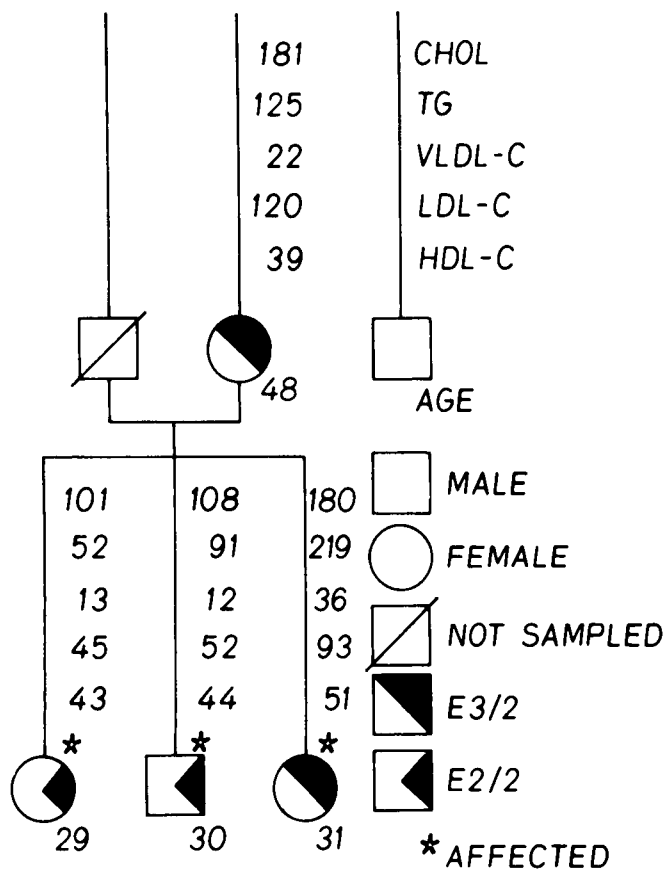 181 CHOL
125 TG
22 VLDL-C
120 LDL-C
39 HDL-C
48
AGE
101 108 180
52 91 219
13 12 36
45 52 93
43 44 51
* * *
29 30 31
MALE
FEMALE
NOT SAMPLED
E3/2
E2/2
* AFFECTED